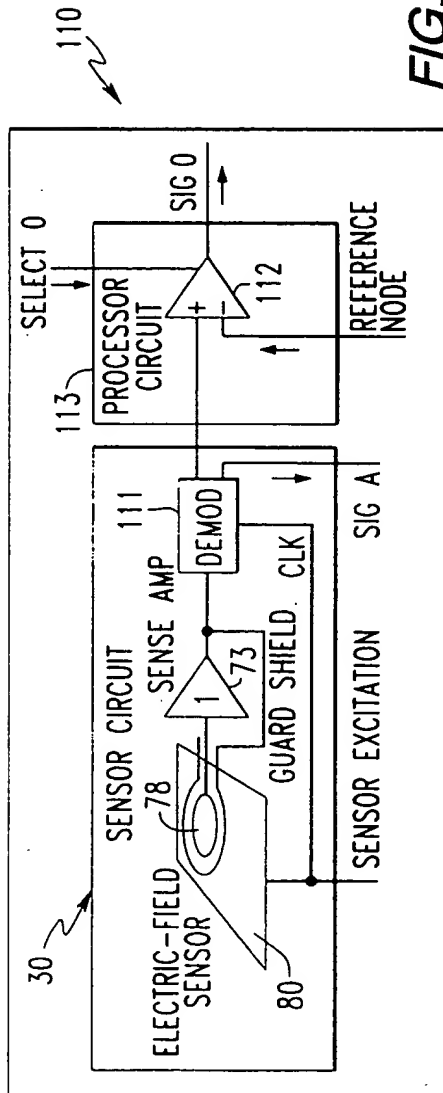 110
FIG.
SELECT 0
SIG 0
113
PROCESSOR
CIRCUIT
+
−
112
REFERENCE
NODE
30
SENSOR CIRCUIT
SENSE AMP
111
DEMOD
78
1
73
CLK
SIG A
ELECTRIC-FIELD
SENSOR
GUARD SHIELD
80
SENSOR EXCITATION